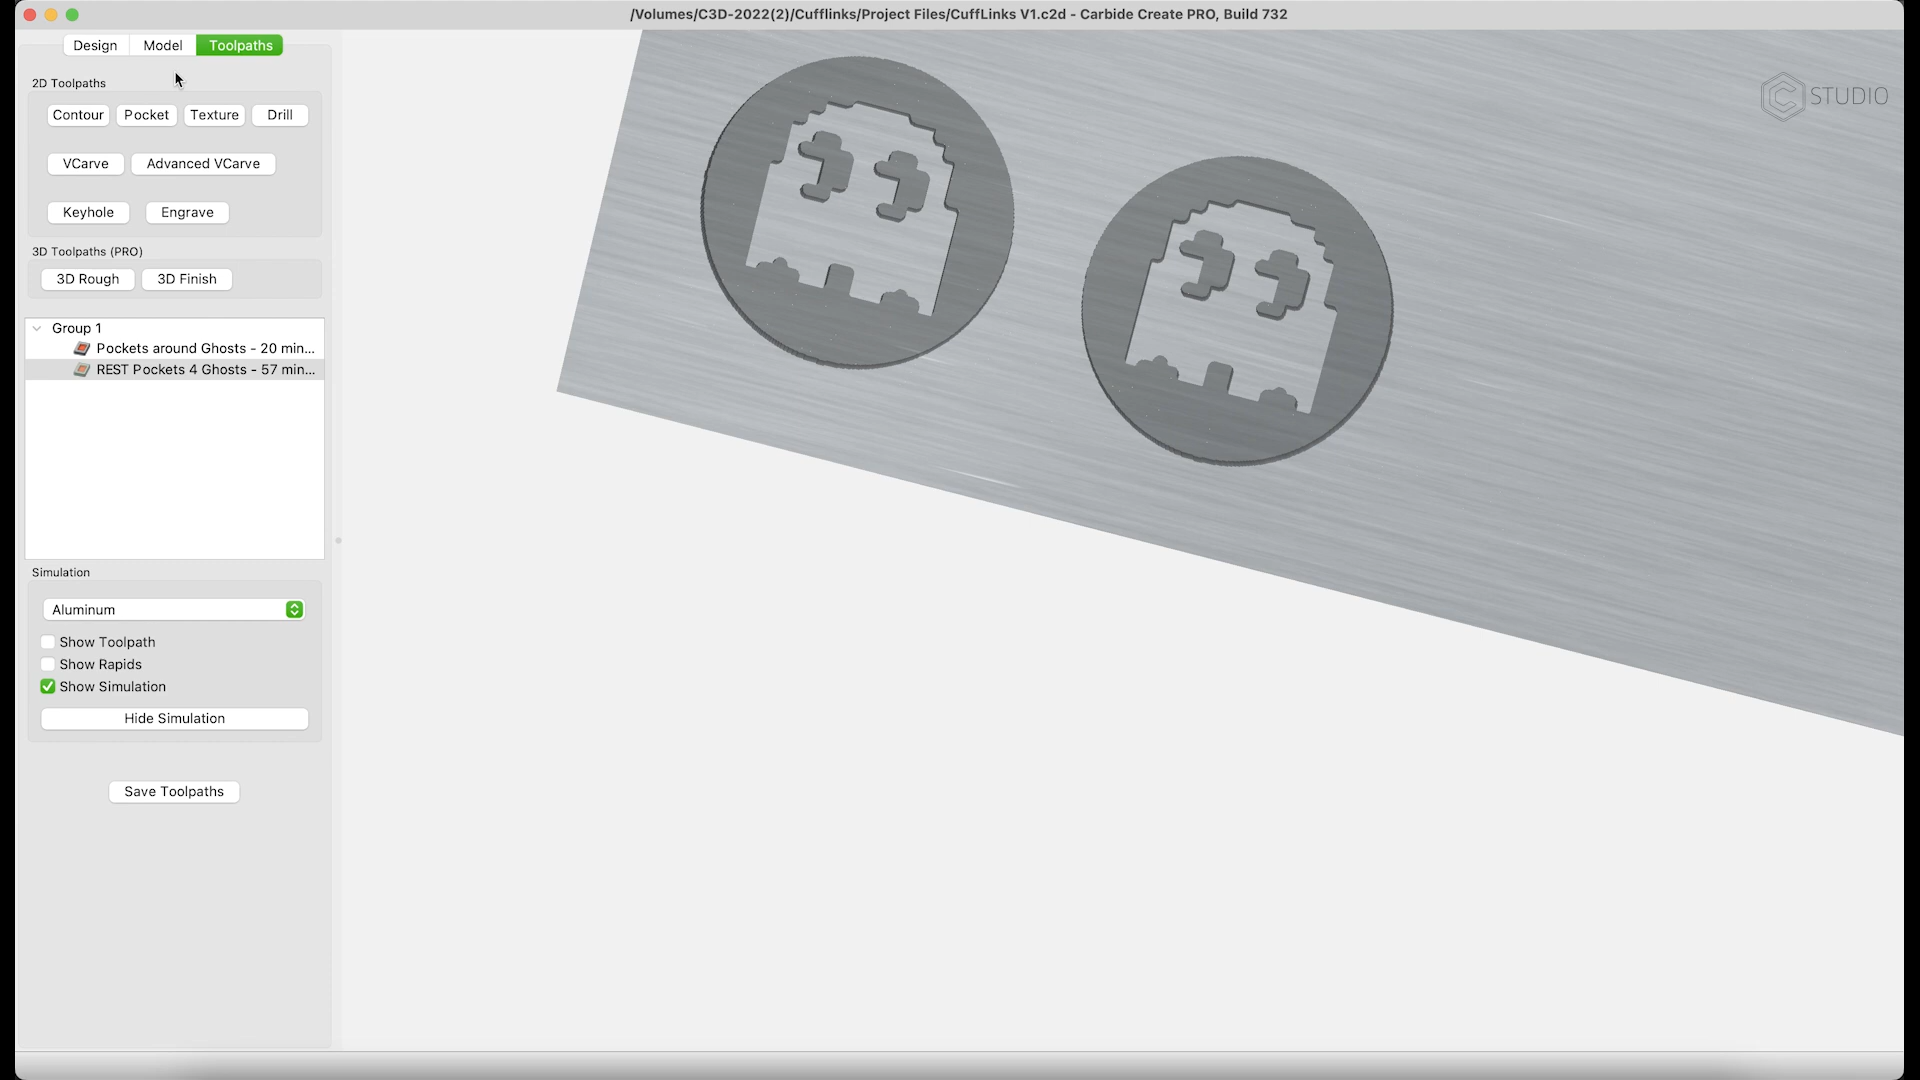 /Volumes/C3D-2022(2)/Cufflinks/Project Files/CuffLinks V1.c2d - Carbide Create PRO, Build 732
Design Model Toolpaths
2D Toolpaths
Contour Pocket Texture Drill
VCarve Advanced VCarve
Keyhole Engrave
3D Toolpaths (PRO)
3D Rough 3D Finish
Group 1
Pockets around Ghosts - 20 min...
REST Pockets 4 Ghosts - 57 min...
Simulation
Aluminum
Show Toolpath
Show Rapids
Show Simulation
Hide Simulation
Save Toolpaths
STUDIO